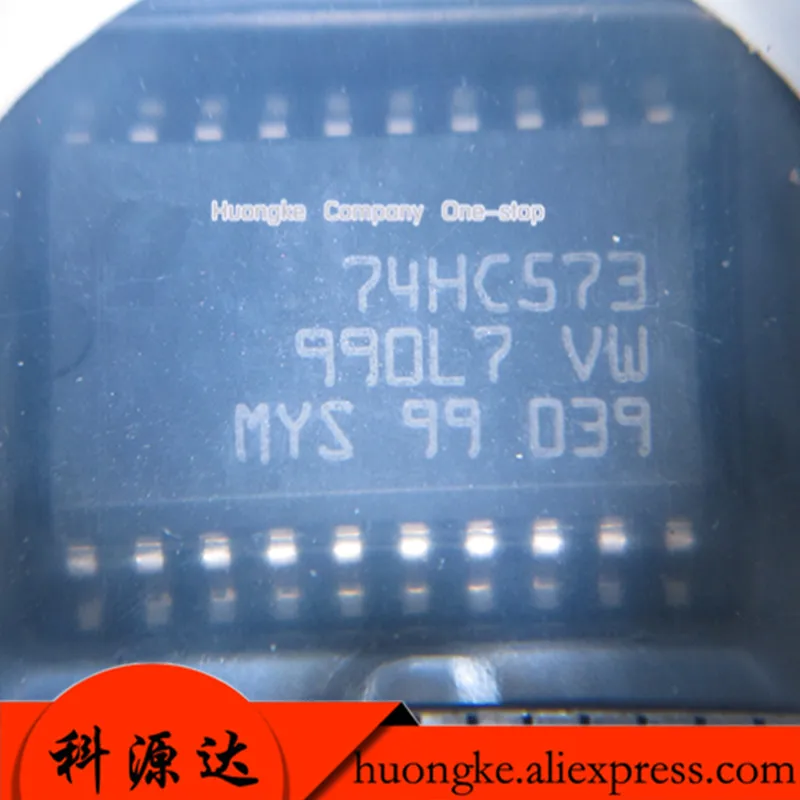 Huongke Company One-stop
74HC573
990L7 VW
MYS 99 039
科源达
huongke.aliexpress.com